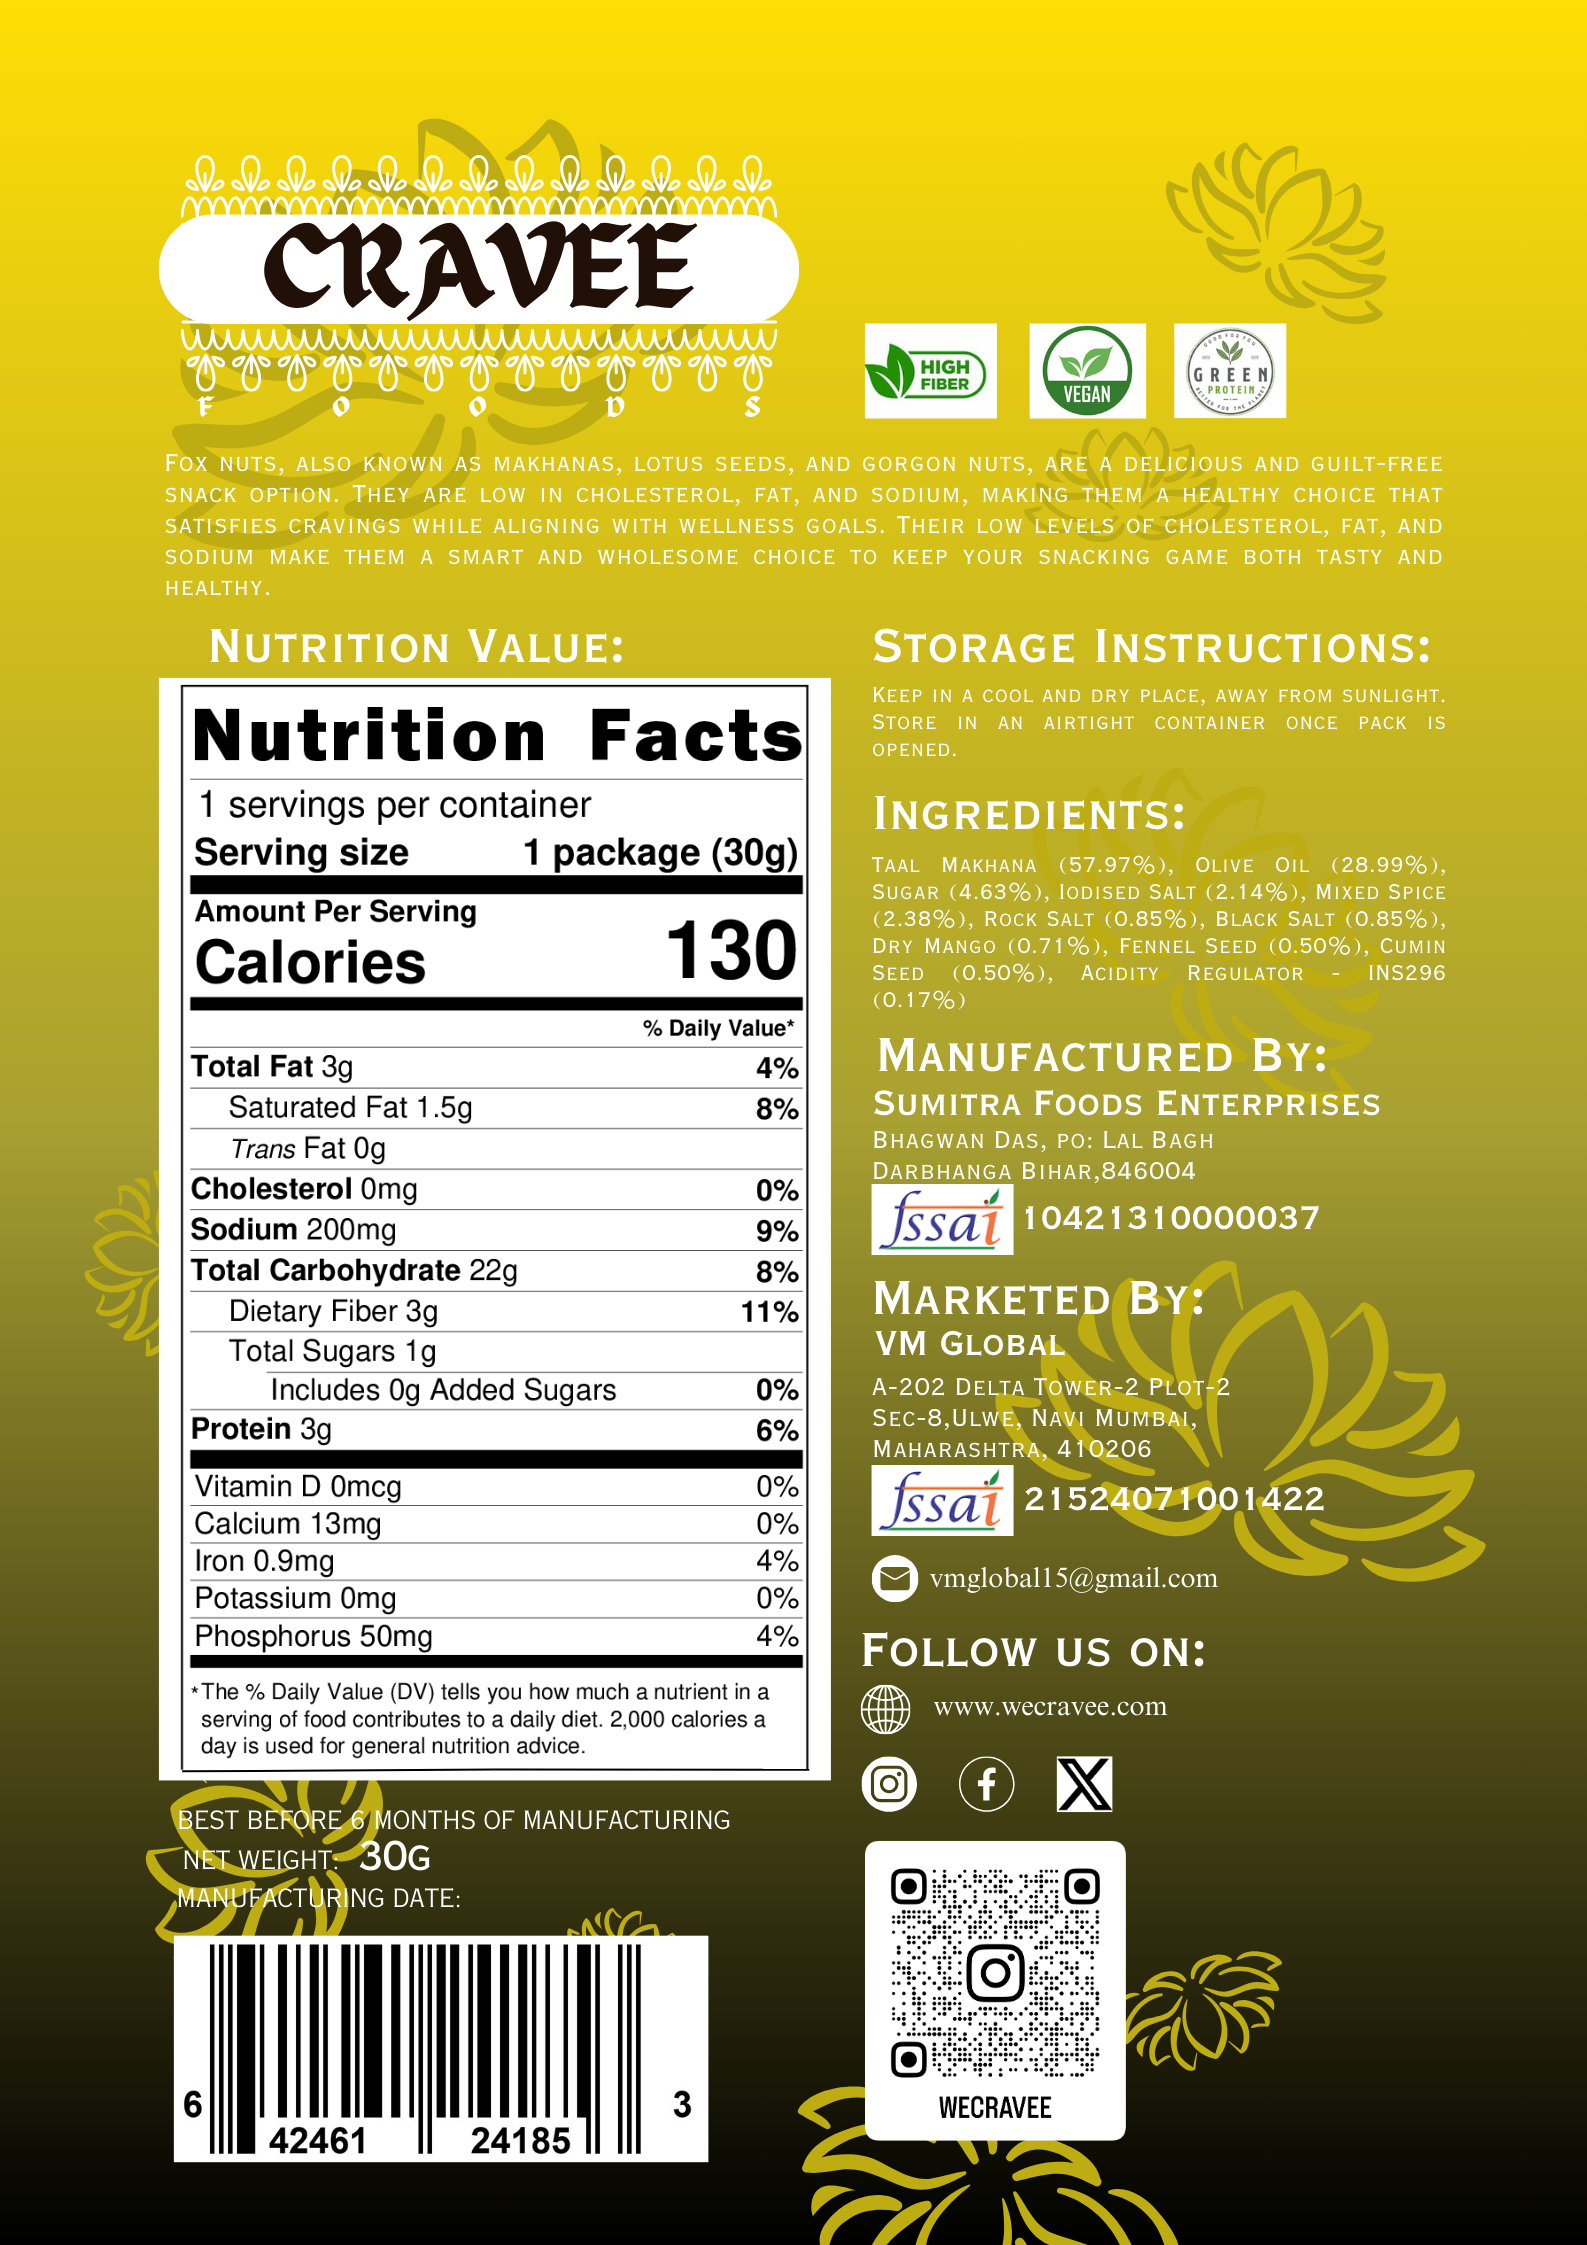 CRAVEE
F O O D S
HIGH
FIBER
VEGAN
GOOD FOR YOU
GREEN
PROTEIN
BETTER FOR THE PLANET
Fox nuts, also known as makhanas, lotus seeds, and gorgon nuts, are a delicious and guilt-free
snack option. They are low in cholesterol, fat, and sodium, making them a healthy choice that
satisfies cravings while aligning with wellness goals. Their low levels of cholesterol, fat, and
sodium make them a smart and wholesome choice to keep your snacking game both tasty and
healthy.
Nutrition Value:
Nutrition Facts
1 servings per container
Serving size 1 package (30g)
Amount Per Serving
Calories 130
% Daily Value*
Total Fat 3g 4%
Saturated Fat 1.5g 8%
Trans Fat 0g
Cholesterol 0mg 0%
Sodium 200mg 9%
Total Carbohydrate 22g 8%
Dietary Fiber 3g 11%
Total Sugars 1g
Includes 0g Added Sugars 0%
Protein 3g 6%
Vitamin D 0mcg 0%
Calcium 13mg 0%
Iron 0.9mg 4%
Potassium 0mg 0%
Phosphorus 50mg 4%
*The % Daily Value (DV) tells you how much a nutrient in a
serving of food contributes to a daily diet. 2,000 calories a
day is used for general nutrition advice.
BEST BEFORE 6 MONTHS OF MANUFACTURING
NET WEIGHT: 30G
MANUFACTURING DATE:
6 42461 24185 3
Storage Instructions:
Keep in a cool and dry place, away from sunlight.
Store in an airtight container once pack is
opened.
Ingredients:
Taal Makhana (57.97%), Olive Oil (28.99%),
Sugar (4.63%), Iodised Salt (2.14%), Mixed Spice
(2.38%), Rock Salt (0.85%), Black Salt (0.85%),
Dry Mango (0.71%), Fennel Seed (0.50%), Cumin
Seed (0.50%), Acidity Regulator - INS296
(0.17%)
Manufactured By:
Sumitra Foods Enterprises
Bhagwan Das, po: Lal Bagh
Darbhanga Bihar,846004
fssai 10421310000037
Marketed By:
VM Global
A-202 Delta Tower-2 Plot-2
Sec-8,Ulwe, Navi Mumbai,
Maharashtra, 410206
fssai 21524071001422
vmglobal15@gmail.com
Follow us on:
www.wecravee.com
WECRAVEE